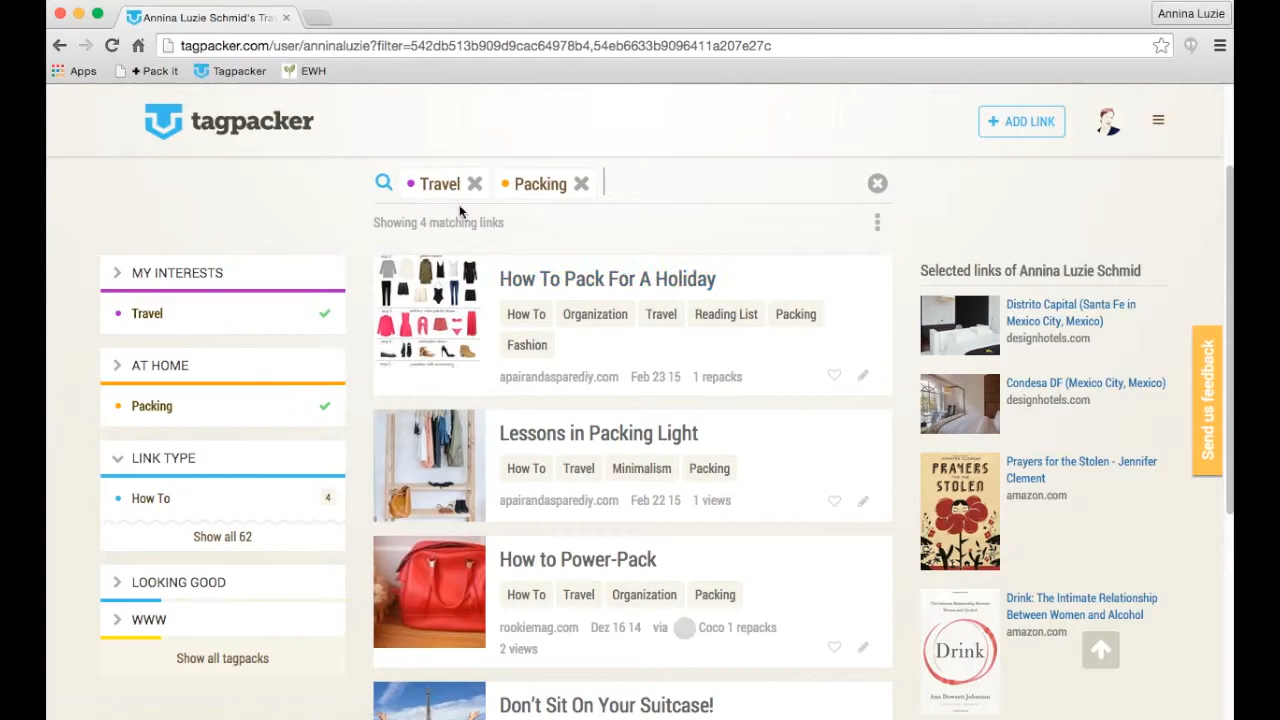 Annina Luzie Schmid's Tra
Annina Luzie
tagpacker.com/user/anninaluzie?filter=542db513b909d9cac64978b4,54eb6633b9096411a207e27c
Apps + Pack it Tagpacker EWH
tagpacker
+ ADD LINK
Travel Packing
Showing 4 matching links
MY INTERESTS
Travel
AT HOME
Packing
LINK TYPE
How To 4
Show all 62
LOOKING GOOD
WWW
Show all tagpacks
How To Pack For A Holiday
How To Organization Travel Reading List Packing
Fashion
apairandasparediy.com Feb 23 15 1 repacks
Lessons in Packing Light
How To Travel Minimalism Packing
apairandasparediy.com Feb 22 15 1 views
How to Power-Pack
How To Travel Organization Packing
rookiemag.com Dez 16 14 via Coco 1 repacks
2 views
Don't Sit On Your Suitcase!
Selected links of Annina Luzie Schmid
Distrito Capital (Santa Fe in
Mexico City, Mexico)
designhotels.com
Condesa DF (Mexico City, Mexico)
designhotels.com
PRAYERS
FOR THE
STOLEN
Prayers for the Stolen - Jennifer
Clement
amazon.com
Drink
Ann Dowsett Johnston
Drink: The Intimate Relationship
Between Women and Alcohol
amazon.com
Send us feedback